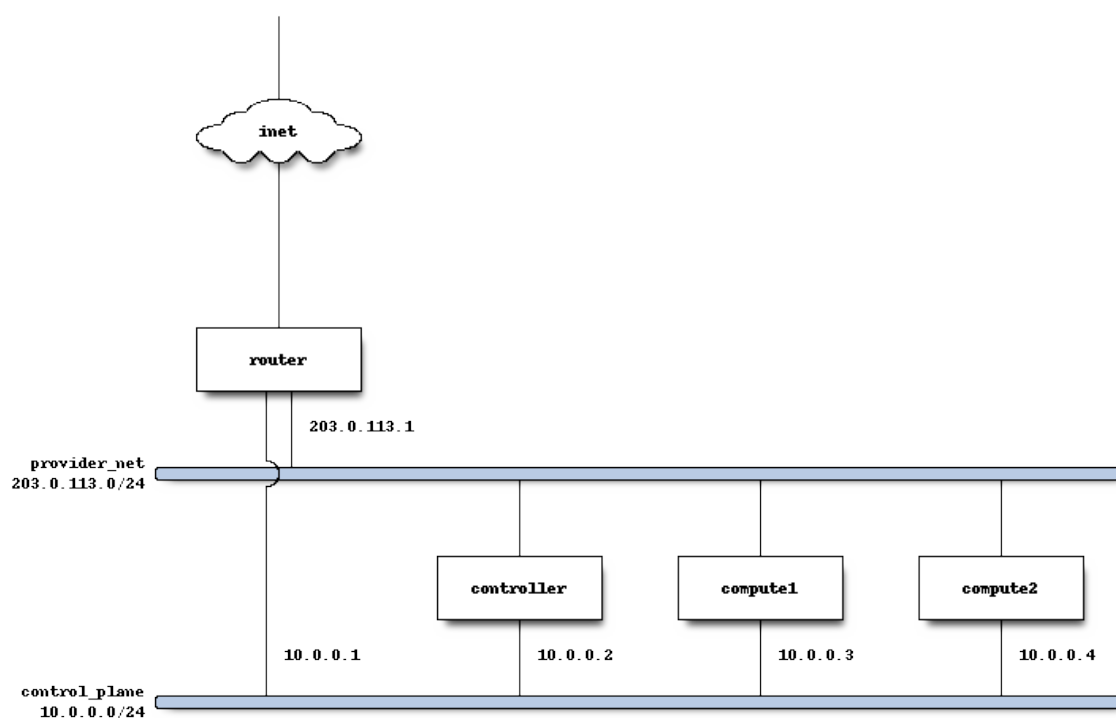 inet
router
203.0.113.1
provider_net
203.0.113.0/24
controller
compute1
compute2
10.0.0.1
10.0.0.2
10.0.0.3
10.0.0.4
control_plane
10.0.0.0/24